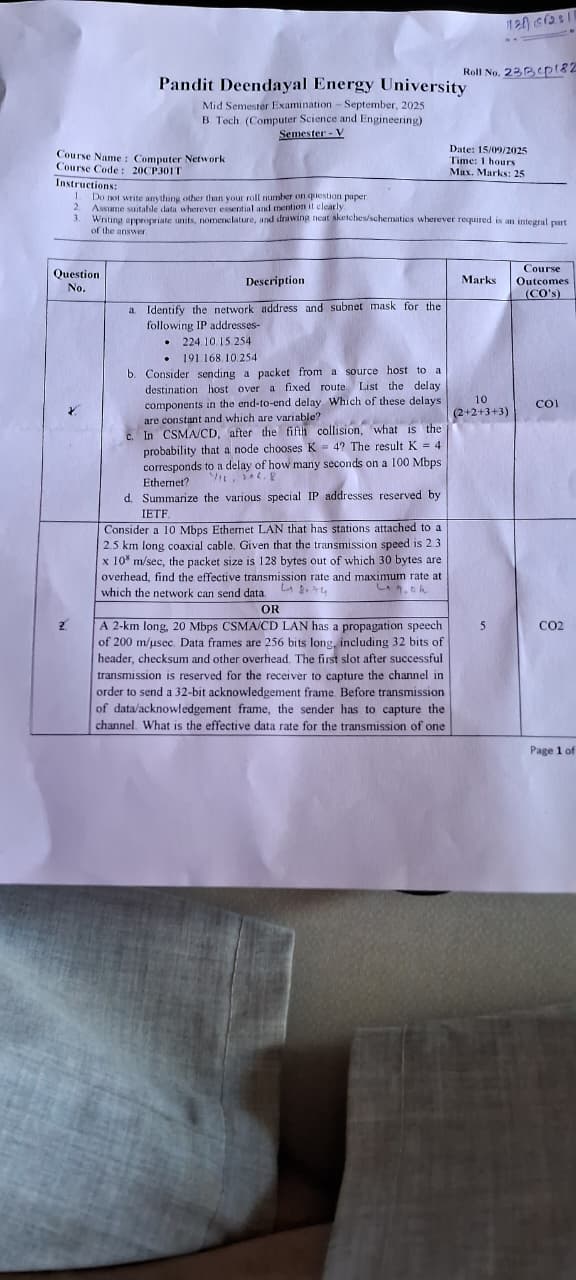 Roll No. 23BCP182
Pandit Deendayal Energy University
Mid Semester Examination – September, 2025
B. Tech. (Computer Science and Engineering)
Semester - V
Course Name : Computer Network
Date: 15/09/2025
Course Code : 20CP301T
Time: 1 hours
Max. Marks: 25
Instructions:
1. Do not write anything other than your roll number on question paper.
2. Assume suitable data wherever essential and mention it clearly.
3. Writing appropriate units, nomenclature, and drawing neat sketches/schematics wherever required is an integral part
of the answer.
Question No.
Description
Marks
Course Outcomes (CO's)
1.
a. Identify the network address and subnet mask for the
following IP addresses-
• 224.10.15.254
• 191.168.10.254
b. Consider sending a packet from a source host to a
destination host over a fixed route. List the delay
components in the end-to-end delay. Which of these delays
are constant and which are variable?
c. In CSMA/CD, after the fifth collision, what is the
probability that a node chooses K = 4? The result K = 4
corresponds to a delay of how many seconds on a 100 Mbps
Ethernet?
d. Summarize the various special IP addresses reserved by
IETF.
10
(2+2+3+3)
CO1
2
Consider a 10 Mbps Ethernet LAN that has stations attached to a
2.5 km long coaxial cable. Given that the transmission speed is 2.3
x 10⁸ m/sec, the packet size is 128 bytes out of which 30 bytes are
overhead, find the effective transmission rate and maximum rate at
which the network can send data.
OR
A 2-km long, 20 Mbps CSMA/CD LAN has a propagation speech
of 200 m/µsec. Data frames are 256 bits long, including 32 bits of
header, checksum and other overhead. The first slot after successful
transmission is reserved for the receiver to capture the channel in
order to send a 32-bit acknowledgement frame. Before transmission
of data/acknowledgement frame, the sender has to capture the
channel. What is the effective data rate for the transmission of one
5
CO2
Page 1 of